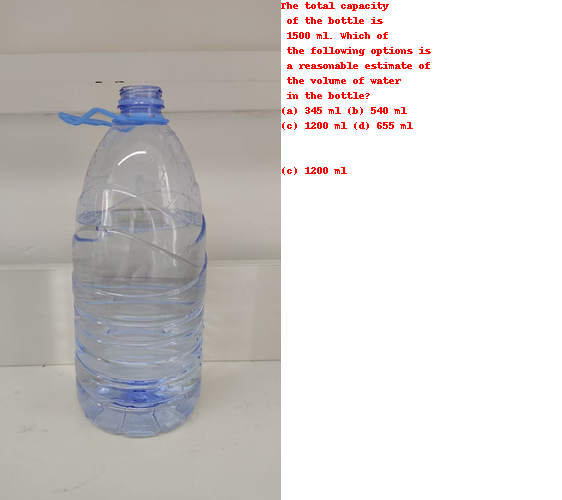 The total capacity
of the bottle is
1500 ml. Which of
the following options is
a reasonable estimate of
the volume of water
in the bottle?
(a) 345 ml (b) 540 ml
(c) 1200 ml (d) 655 ml
(c) 1200 ml